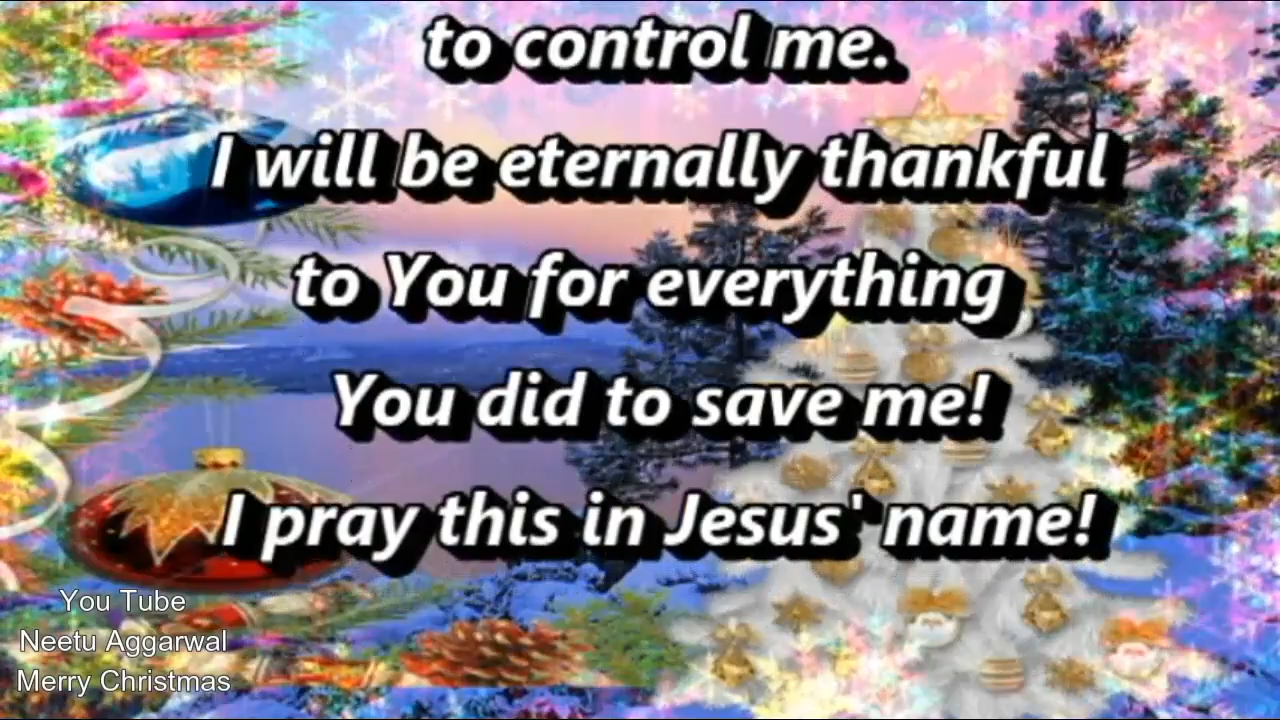 to control me.
I will be eternally thankful
to You for everything
You did to save me!
I pray this in Jesus' name!
You Tube
Neetu Aggarwal
Merry Christmas